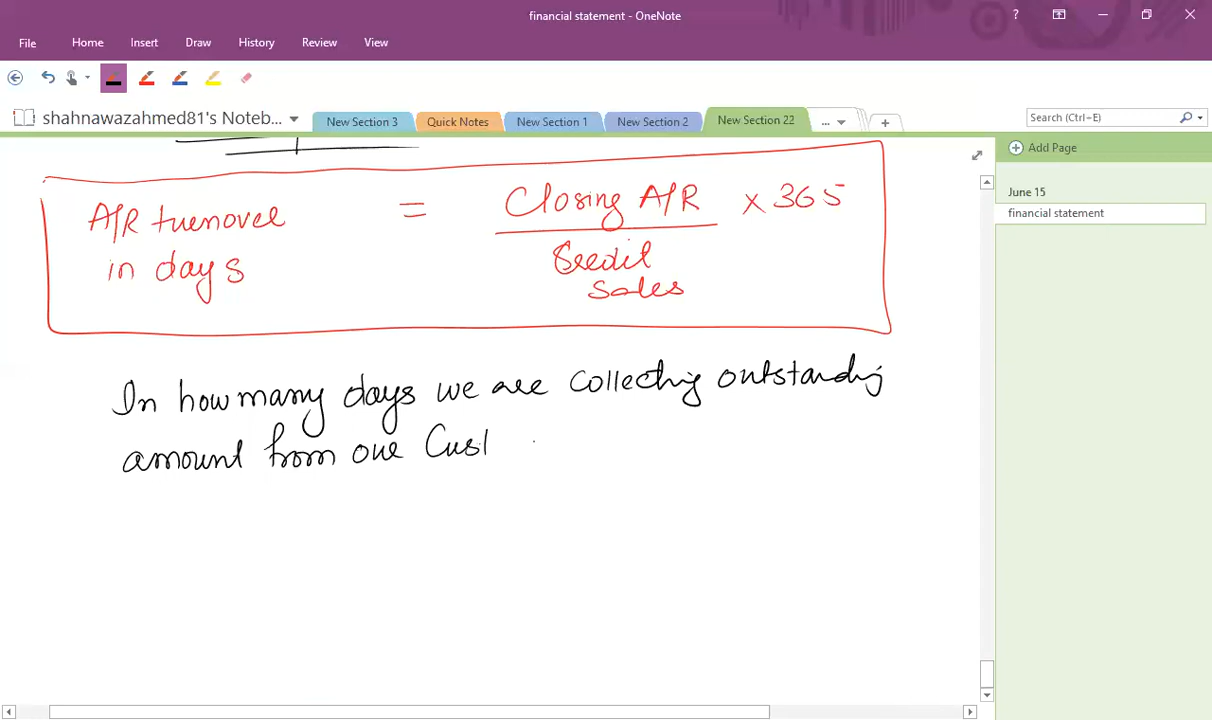 financial statement - OneNote
?
File Home Insert Draw History Review View
shahnawazahmed81's Noteb... New Section 3 Quick Notes New Section 1 New Section 2 New Section 22 ... +
Search (Ctrl+E)
Add Page
June 15
financial statement
A/R turnover = Closing A/R × 365
in days Credit
Sales
In how many days we are collecting outstanding
amount from our Cust